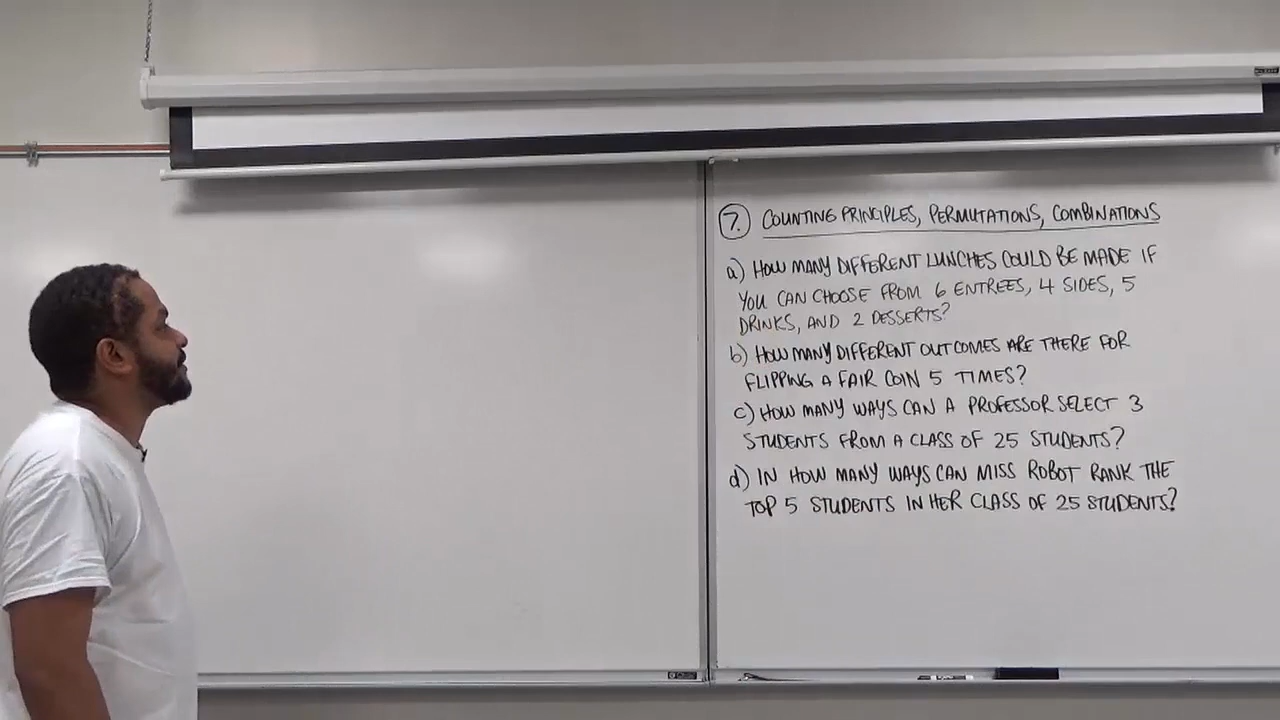 7. COUNTING PRINCIPLES, PERMUTATIONS, COMBINATIONS
a) HOW MANY DIFFERENT LUNCHES COULD BE MADE IF
YOU CAN CHOOSE FROM 6 ENTREES, 4 SIDES, 5
DRINKS, AND 2 DESSERTS?
b) HOW MANY DIFFERENT OUTCOMES ARE THERE FOR
FLIPPING A FAIR COIN 5 TIMES?
c) HOW MANY WAYS CAN A PROFESSOR SELECT 3
STUDENTS FROM A CLASS OF 25 STUDENTS?
d) IN HOW MANY WAYS CAN MISS ROBOT RANK THE
TOP 5 STUDENTS IN HER CLASS OF 25 STUDENTS?